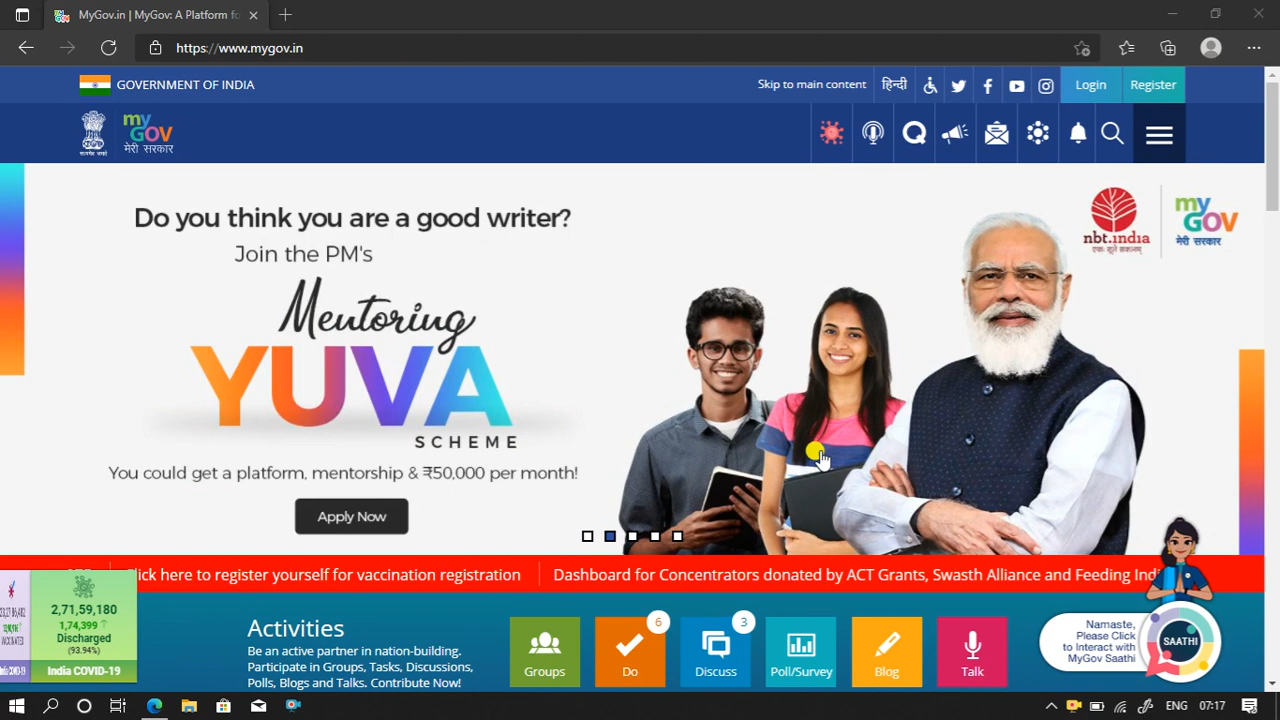 MyGov.in | MyGov: A Platform fo
https://www.mygov.in
GOVERNMENT OF INDIA
Skip to main content
हिन्दी
Login
Register
सत्यमेव जयते
my
GOV
मेरी सरकार
Do you think you are a good writer?
Join the PM's
Mentoring
YUVA
SCHEME
You could get a platform, mentorship & ₹50,000 per month!
Apply Now
nbt.india
एकः सूते सकलम्
my
GOV
मेरी सरकार
Click here to register yourself for vaccination registration
Dashboard for Concentrators donated by ACT Grants, Swasth Alliance and Feeding Indi
2,71,59,180
1,74,399
Discharged
(93.94%)
India COVID-19
Activities
Be an active partner in nation-building.
Participate in Groups, Tasks, Discussions,
Polls, Blogs and Talks. Contribute Now!
Groups
6
Do
3
Discuss
Poll/Survey
Blog
Talk
Namaste,
Please Click
to Interact with
MyGov Saathi
SAATHI
ENG
07:17